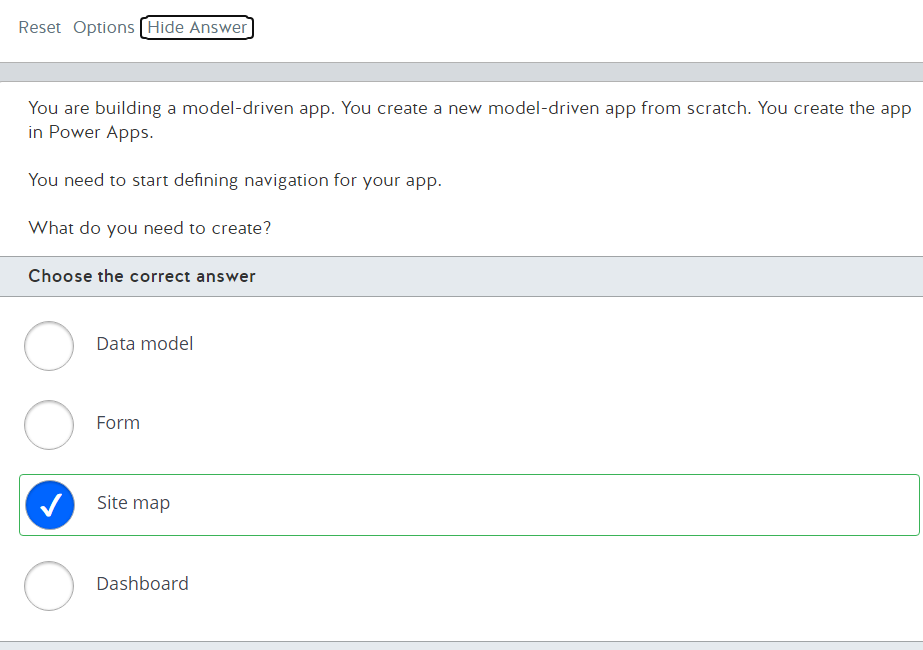 Reset Options Hide Answer
You are building a model-driven app. You create a new model-driven app from scratch. You create the app
in Power Apps.
You need to start defining navigation for your app.
What do you need to create?
Choose the correct answer
Data model
Form
Site map
Dashboard